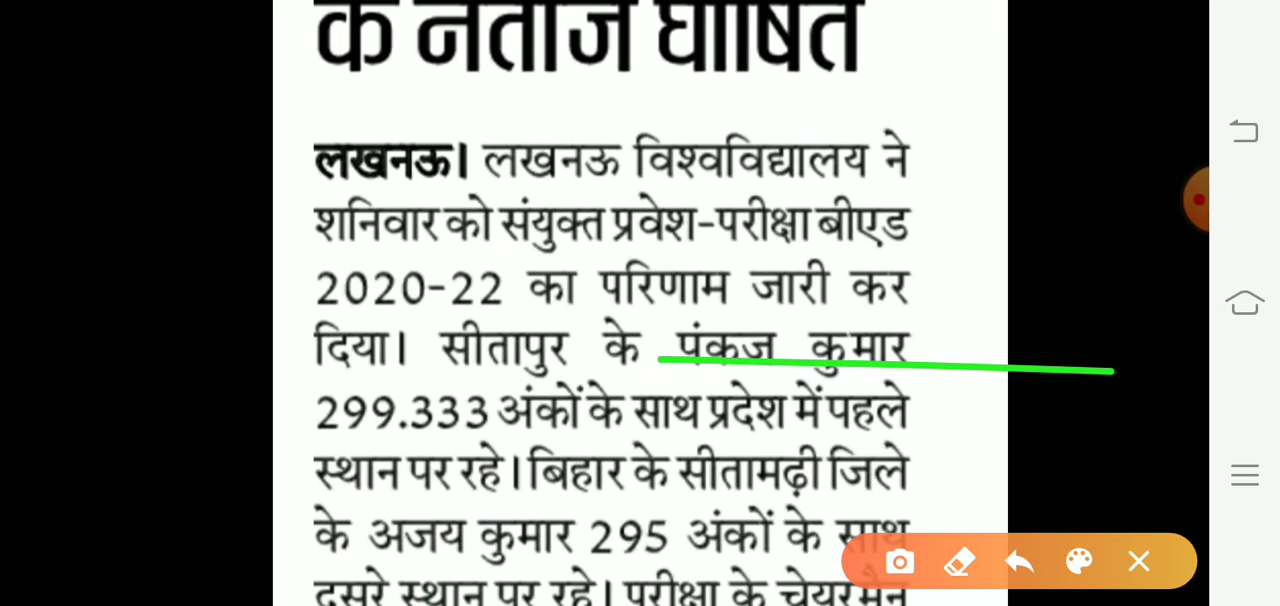 के नतीजे घोषित
लखनऊ। लखनऊ विश्वविद्यालय ने
शनिवार को संयुक्त प्रवेश-परीक्षा बीएड
2020-22 का परिणाम जारी कर
दिया। सीतापुर के पंकज कुमार
299.333 अंकों के साथ प्रदेश में पहले
स्थान पर रहे। बिहार के सीतामढ़ी जिले
के अजय कुमार 295 अंकों के साथ
दूसरे स्थान पर रहे। परीक्षा के चेयरमैन